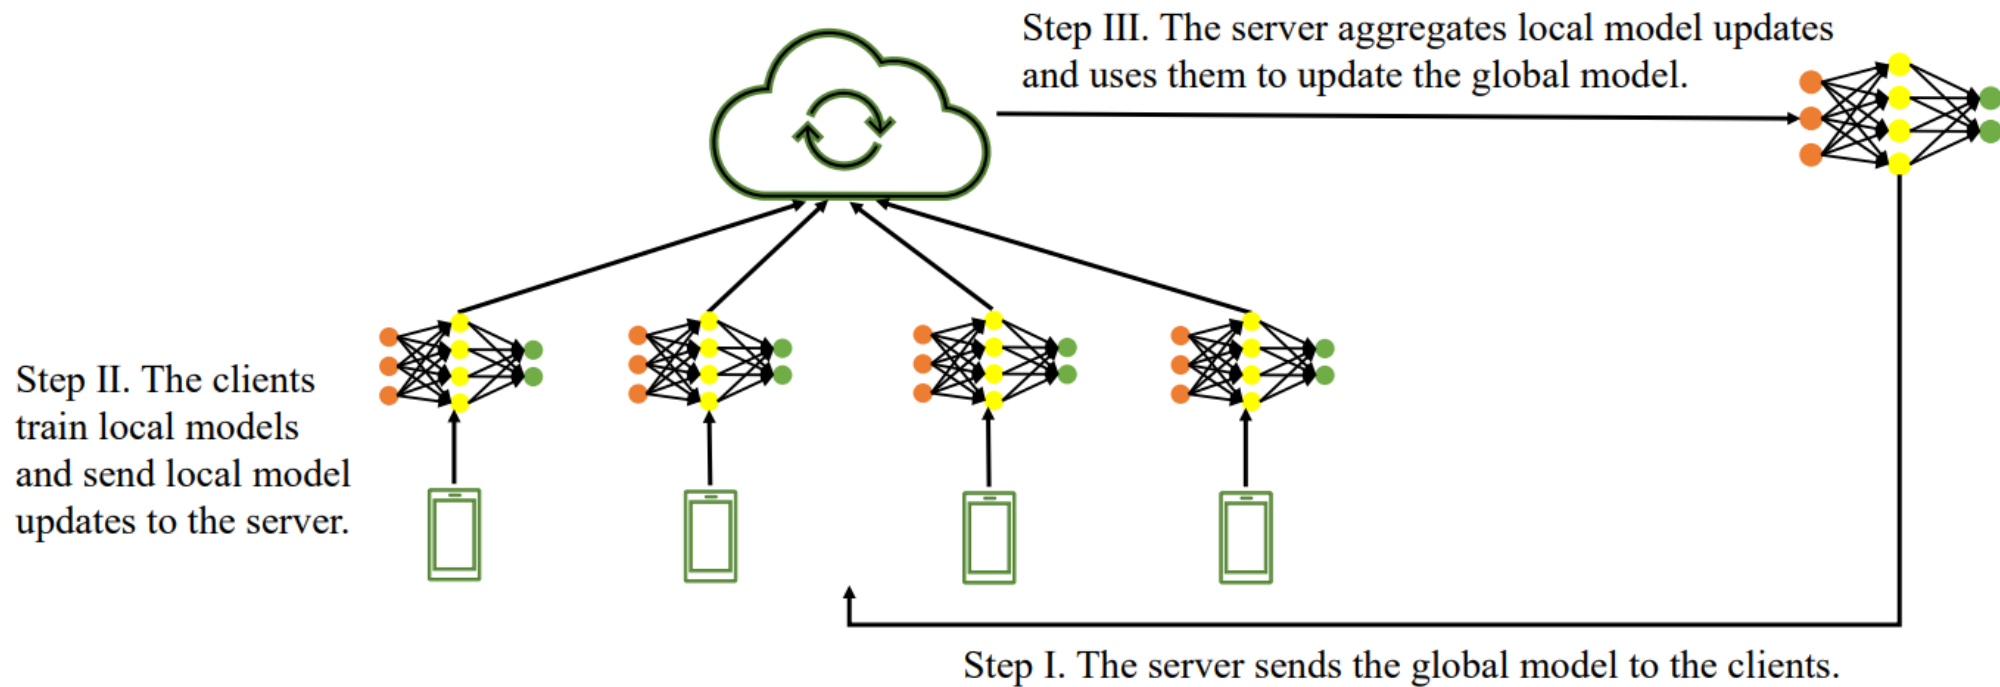 Step III. The server aggregates local model updates
and uses them to update the global model.
Step II. The clients
train local models
and send local model
updates to the server.
Step I. The server sends the global model to the clients.